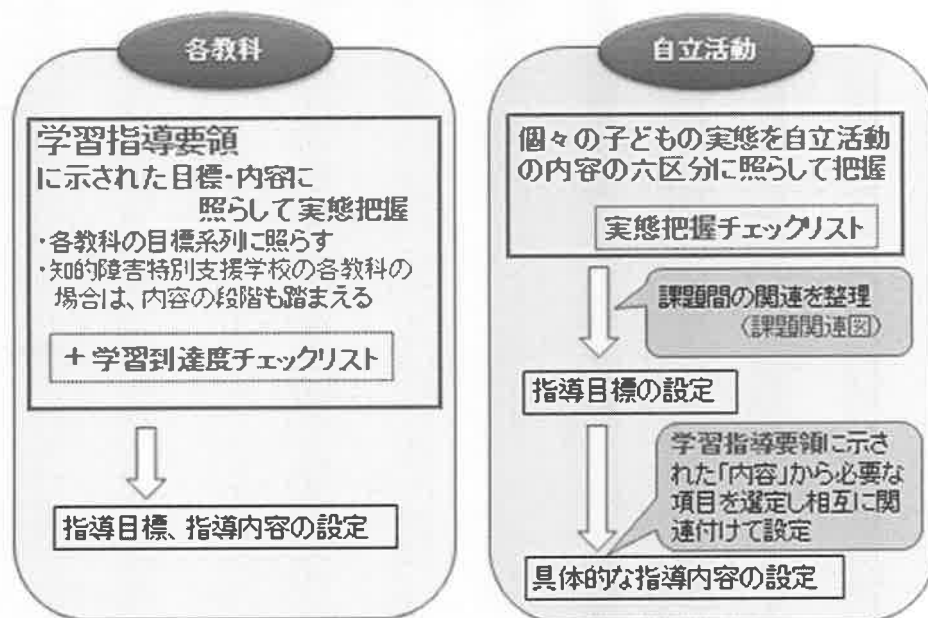 各教科
学習指導要領
に示された目標・内容に
照らして実態把握
・各教科の目標系列に照らす
・知的障害特別支援学校の各教科の
場合は、内容の段階も踏まえる
+ 学習到達度チェックリスト
指導目標、指導内容の設定
自立活動
個々の子どもの実態を自立活動
の内容の六区分に照らして把握
実態把握チェックリスト
課題間の関連を整理
(課題関連図)
指導目標の設定
学習指導要領に示さ
れた「内容」から必要な
項目を選定し相互に関
連付けて設定
具体的な指導内容の設定